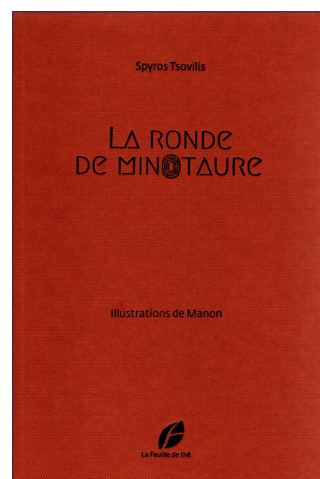 Spyros Tsovilis
LA RONDE
DE MINOTAURE
Illustrations de Manon
La Feuille de thé